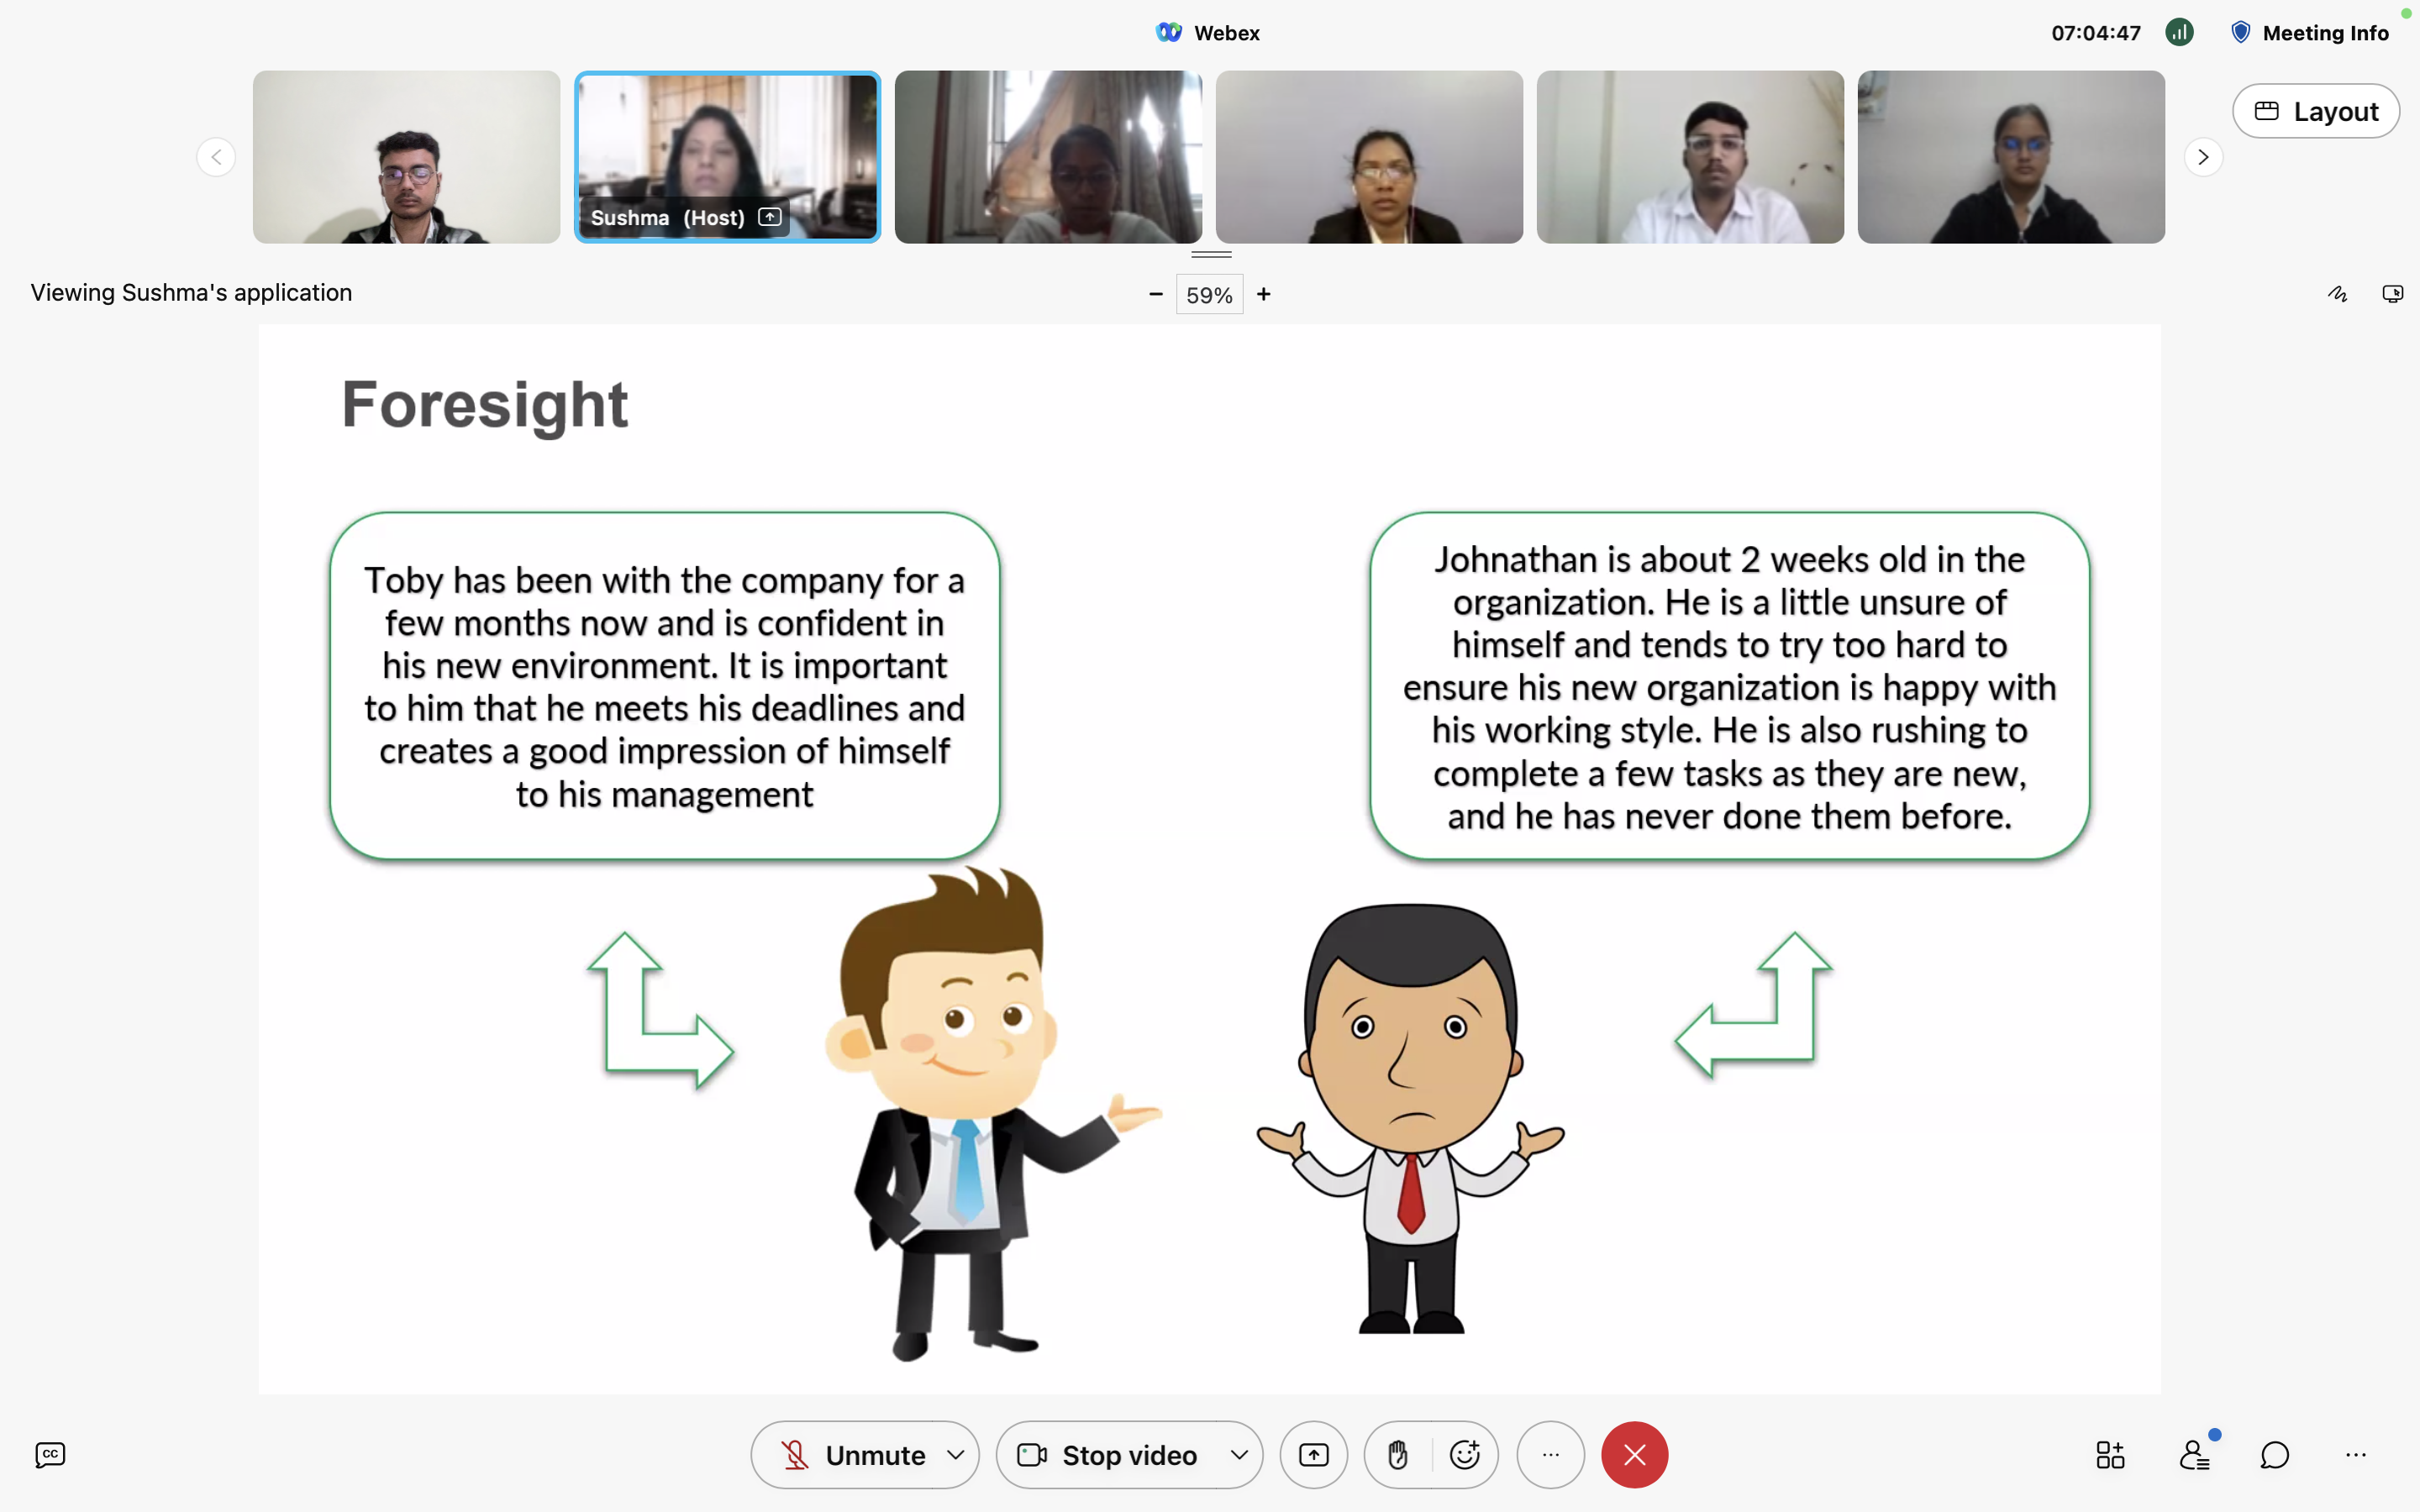 Webex
07:04:47
Meeting Info
Layout
Sushma (Host)
Viewing Sushma's application
59%
Foresight
Toby has been with the company for a
few months now and is confident in
his new environment. It is important
to him that he meets his deadlines and
creates a good impression of himself
to his management
Johnathan is about 2 weeks old in the
organization. He is a little unsure of
himself and tends to try too hard to
ensure his new organization is happy with
his working style. He is also rushing to
complete a few tasks as they are new,
and he has never done them before.
CC
Unmute
Stop video